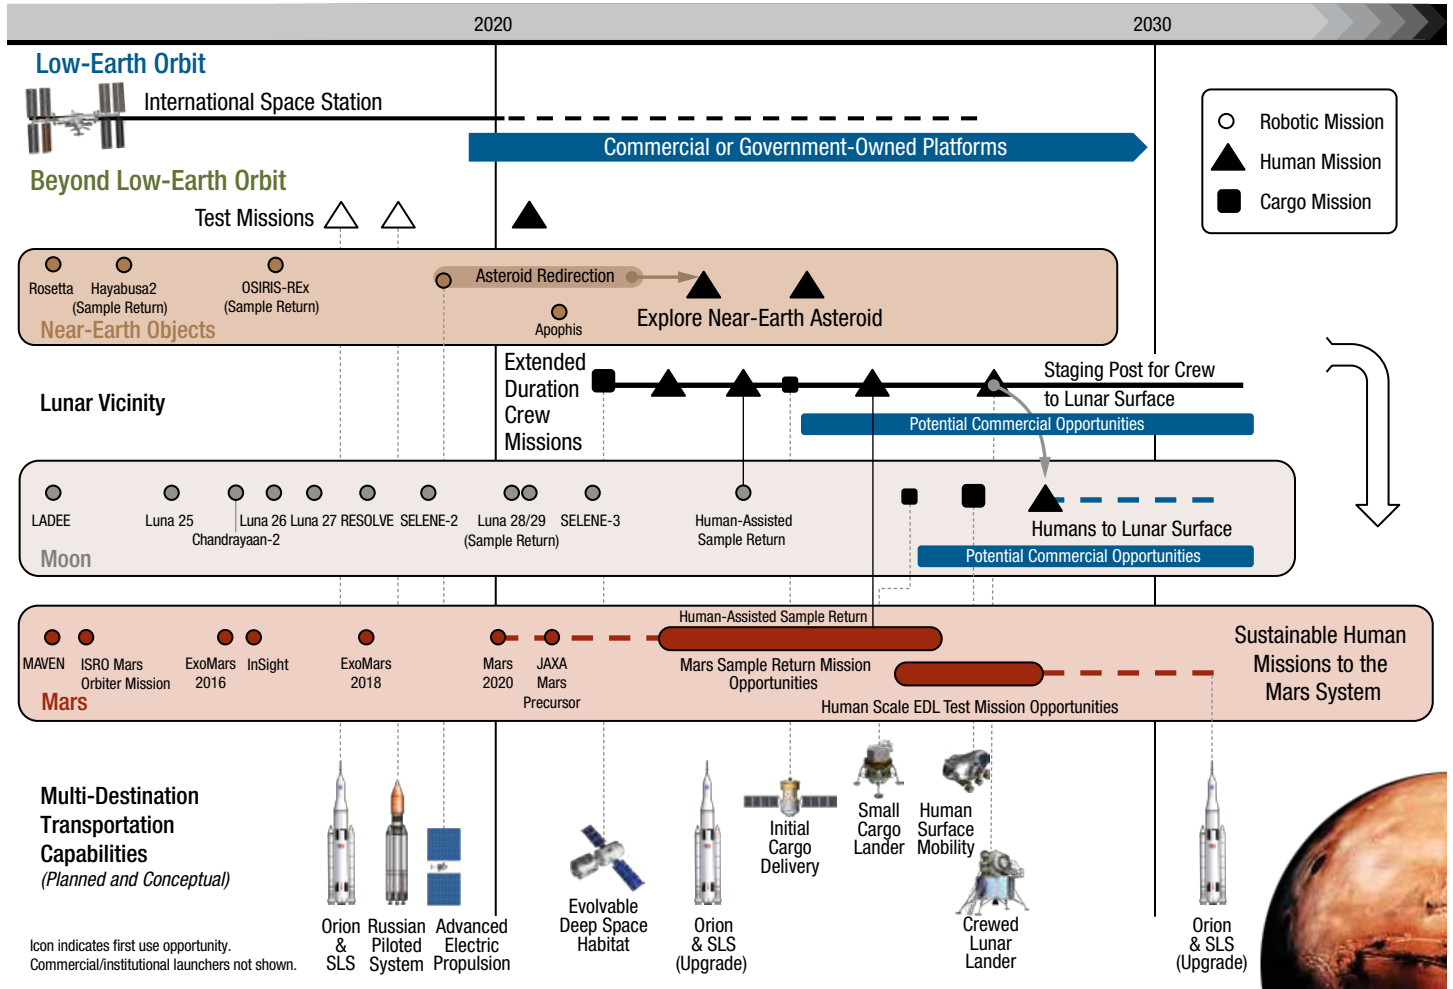 2020
2030
Low-Earth Orbit
International Space Station
Commercial or Government-Owned Platforms
Robotic Mission
Human Mission
Cargo Mission
Beyond Low-Earth Orbit
Test Missions
Rosetta
Hayabusa2
(Sample Return)
OSIRIS-REx
(Sample Return)
Asteroid Redirection
Apophis
Explore Near-Earth Asteroid
Near-Earth Objects
Lunar Vicinity
Extended
Duration
Crew
Missions
Staging Post for Crew
to Lunar Surface
Potential Commercial Opportunities
LADEE
Luna 25
Chandrayaan-2
Luna 26
Luna 27
RESOLVE
SELENE-2
Luna 28/29
(Sample Return)
SELENE-3
Human-Assisted
Sample Return
Humans to Lunar Surface
Potential Commercial Opportunities
Moon
Human-Assisted Sample Return
MAVEN
ISRO Mars
Orbiter Mission
ExoMars
2016
InSight
ExoMars
2018
Mars
2020
JAXA
Mars
Precursor
Mars Sample Return Mission
Opportunities
Human Scale EDL Test Mission Opportunities
Sustainable Human
Missions to the
Mars System
Mars
Multi-Destination
Transportation
Capabilities
(Planned and Conceptual)
Orion
&
SLS
Russian
Piloted
System
Advanced
Electric
Propulsion
Evolvable
Deep Space
Habitat
Orion
& SLS
(Upgrade)
Initial
Cargo
Delivery
Small
Cargo
Lander
Human
Surface
Mobility
Crewed
Lunar
Lander
Orion
& SLS
(Upgrade)
Icon indicates first use opportunity.
Commercial/institutional launchers not shown.